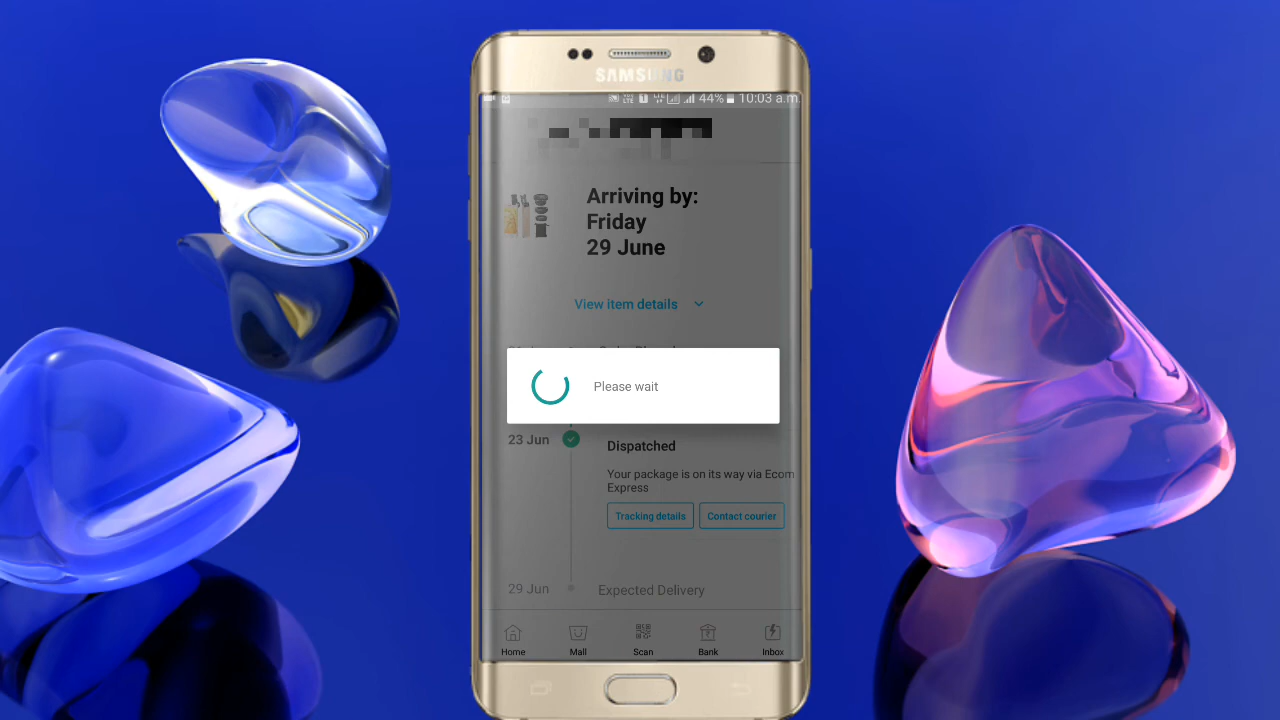 SAMSUNG
44% 10:03 a.m.
Arriving by:
Friday
29 June
View item details
Please wait
23 Jun
Dispatched
Your package is on its way via Ecom
Express
Tracking details
Contact courier
29 Jun
Expected Delivery
Home
Mall
Scan
Bank
Inbox